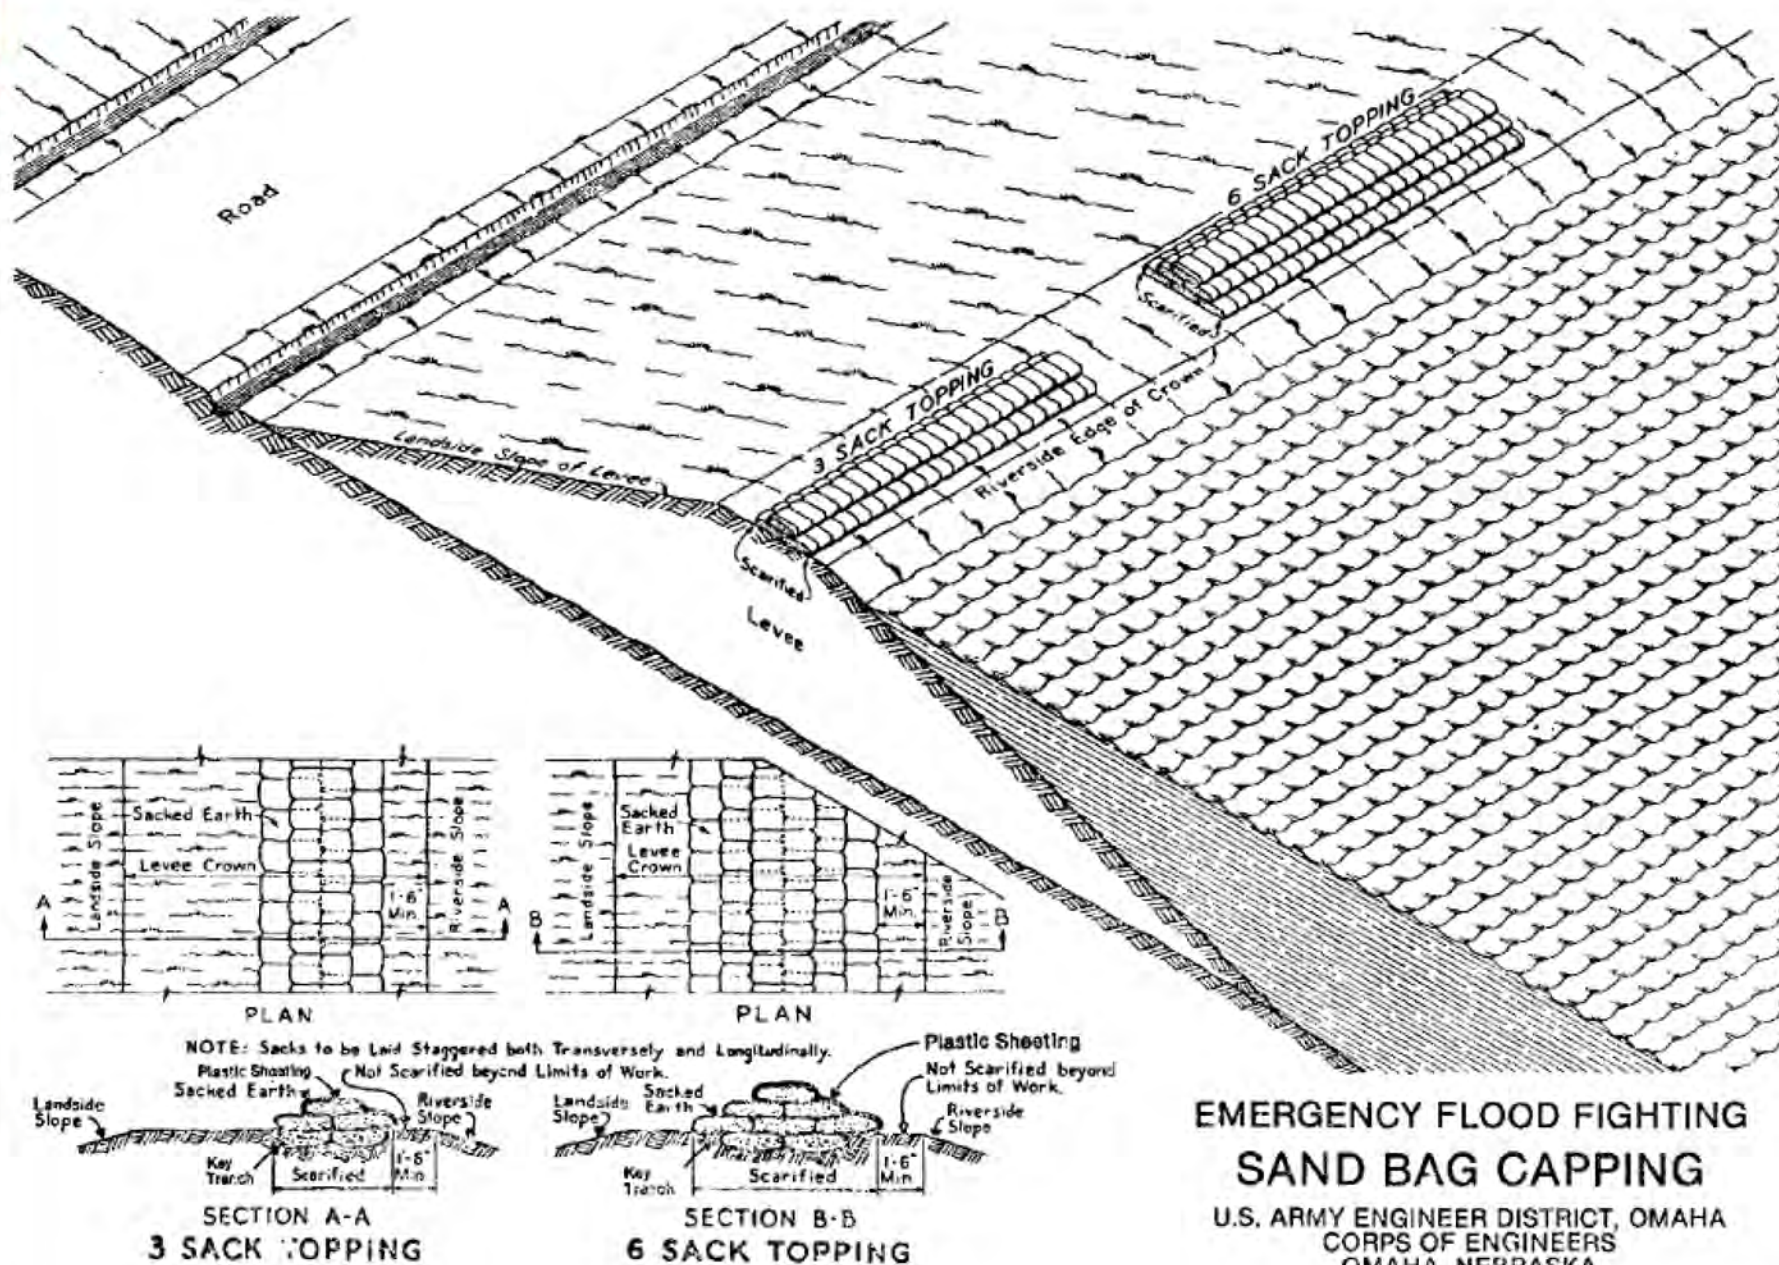 Road
6 SACK TOPPING
Scarified
3 SACK TOPPING
Riverside Edge of Crown
Landside Slope of Levee
Scarified
Levee
Landside Slope
Sacked Earth
Levee Crown
1'-6"
Min.
Riverside Slope
A
A
PLAN
Landside Slope
Sacked
Earth
Levee
Crown
1'-6"
Min.
Riverside
Slope
B
B
PLAN
NOTE: Sacks to be Laid Staggered both Transversely and Longitudinally.
Plastic Sheeting
Not Scarified beyond Limits of Work.
Sacked Earth
Landside
Slope
Riverside
Slope
Key
Trench
Scarified
1'-6"
Min
SECTION A-A
3 SACK TOPPING
Plastic Sheeting
Not Scarified beyond
Limits of Work.
Sacked
Earth
Landside
Slope
Riverside
Slope
Key
Trench
Scarified
1'-6"
Min
SECTION B-B
6 SACK TOPPING
EMERGENCY FLOOD FIGHTING
SAND BAG CAPPING
U.S. ARMY ENGINEER DISTRICT, OMAHA
CORPS OF ENGINEERS
OMAHA, NEBRASKA